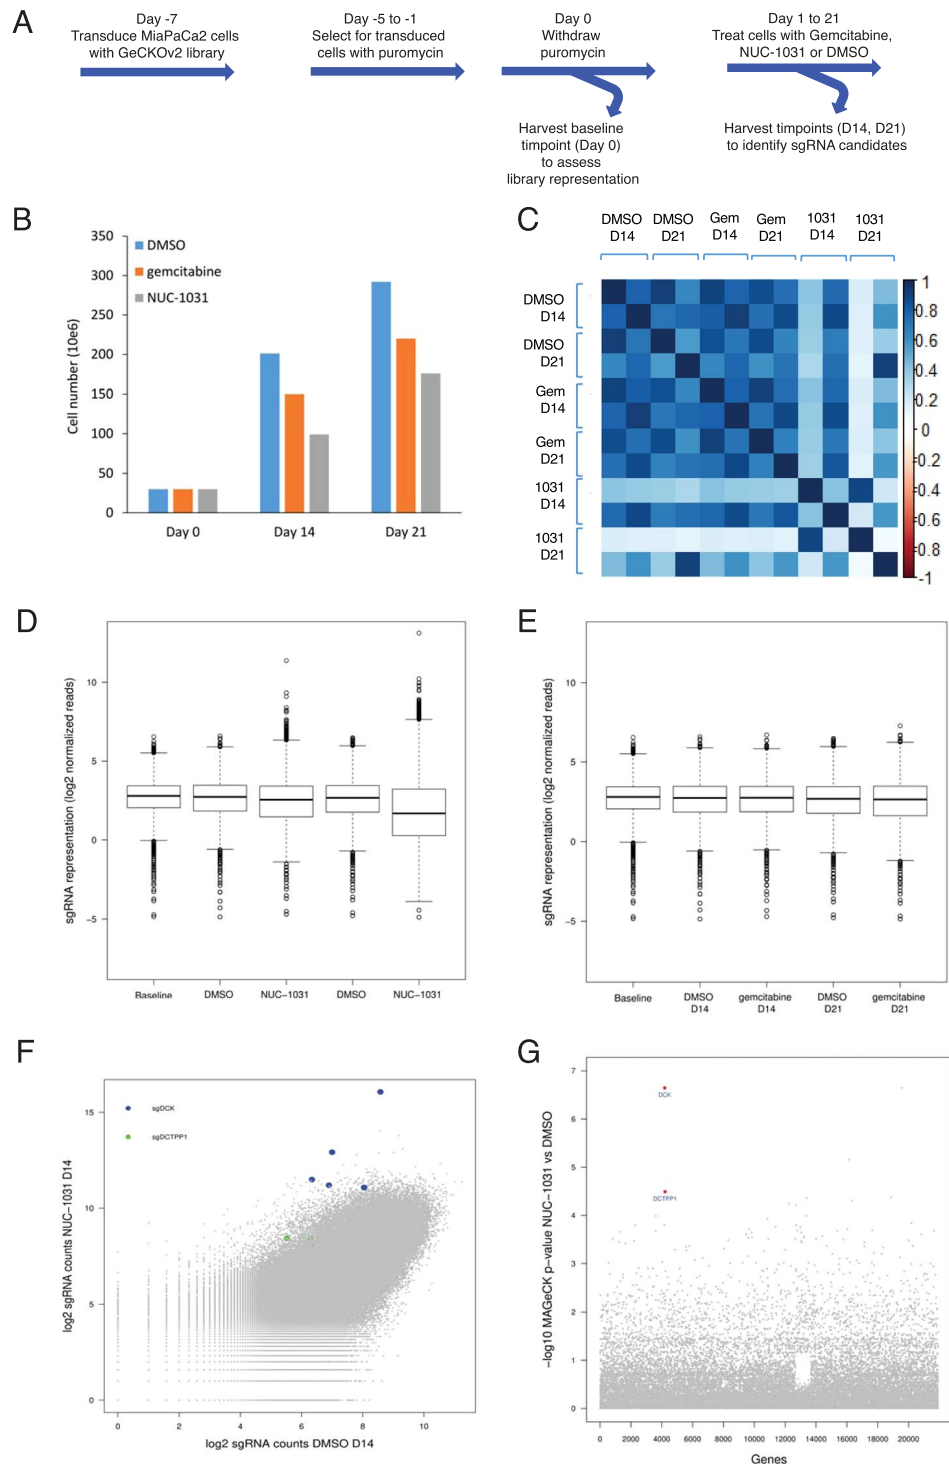 A
Day -7
Transduce MiaPaCa2 cells
with GeCKOv2 library
Day -5 to -1
Select for transduced
cells with puromycin
Day 0
Withdraw
puromycin
Harvest baseline
timpoint (Day 0)
to assess
library representation
Day 1 to 21
Treat cells with Gemcitabine,
NUC-1031 or DMSO
Harvest timpoints (D14, D21)
to identify sgRNA candidates
B
Cell number (10e6)
350
300
250
200
150
100
50
0
DMSO
gemcitabine
NUC-1031
Day 0
Day 14
Day 21
C
DMSO DMSO Gem Gem 1031 1031
D14 D21 D14 D21 D14 D21
DMSO
D14
DMSO
D21
Gem
D14
Gem
D21
1031
D14
1031
D21
1
0.8
0.6
0.4
0.2
0
-0.2
-0.4
-0.6
-0.8
-1
D
sgRNA representation (log2 normalized reads)
10
5
0
−5
Baseline DMSO NUC−1031 DMSO NUC−1031
E
sgRNA representation (log2 normalized reads)
10
5
0
−5
Baseline DMSO gemcitabine DMSO gemcitabine
D14 D14 D21 D21
F
log2 sgRNA counts NUC−1031 D14
15
10
5
0
sgDCK
sgDCTPP1
0 2 4 6 8 10
log2 sgRNA counts DMSO D14
G
−log10 MAGeCK p−value NUC−1031 vs DMSO
7
6
5
4
3
2
1
0
DCK
DCTPP1
0 2000 4000 6000 8000 10000 12000 14000 16000 18000 20000
Genes